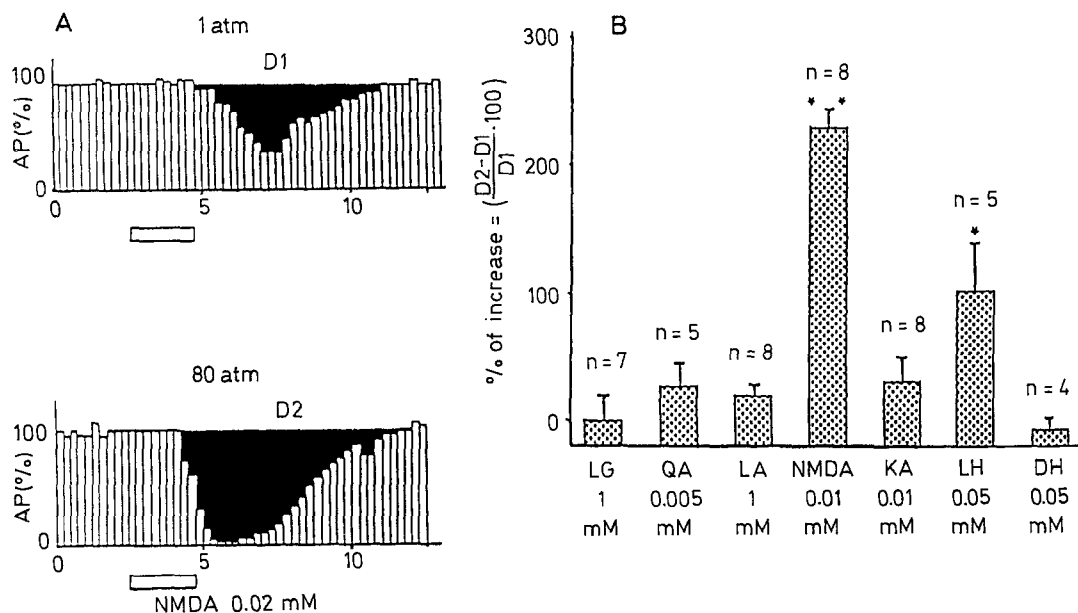 A
1 atm
D1
100
AP (%)
0
0 5 10
80 atm
D2
100
AP (%)
0
0 5 10
NMDA 0.02 mM
B
300
200
100
0
% of increase = (D2-D1/D1 ·100)
n = 7
n = 5
n = 8
n = 8
* *
n = 8
n = 5
*
n = 4
LG QA LA NMDA KA LH DH
1 0.005 1 0.01 0.01 0.05 0.05
mM mM mM mM mM mM mM